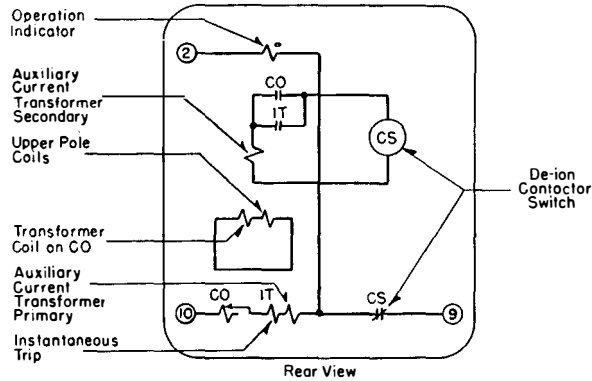 Operation
Indicator
2
Auxiliary
Current
Transformer
Secondary
CO
IT
CS
Upper Pole
Coils
De-ion
Contactor
Switch
Transformer
Coil on CO
Auxiliary
Current
Transformer
Primary
CO
IT
CS
10
9
Instantaneous
Trip
Rear View